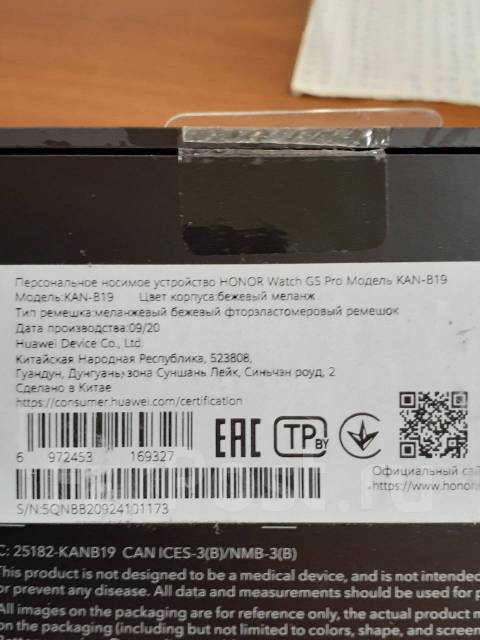 Персональное носимое устройство HONOR Watch GS Pro Модель KAN-B19
Модель:KAN-B19 Цвет корпуса:бежевый меланж
Тип ремешка:меланжевый бежевый фторэластомеровый ремешок
Дата производства:09/20
Huawei Device Co., Ltd.
Китайская Народная Республика, 523808,
Гуандун, Дунгуань, зона Суншань Лейк, Синьчэн роуд, 2
Сделано в Китае
https://consumer.huawei.com/certification
EAC TP BY
6 972453 169327
Официальный сай
https://www.honor
S/N:5QNBB20924101173
C: 25182-KANB19 CAN ICES-3(B)/NMB-3(B)
This product is not designed to be a medical device, and is not intended
or prevent any disease. All data and measurements should
All images on the packaging are for reference only, the actual product
on the packaging (including but not limited to colors, shape, and screen